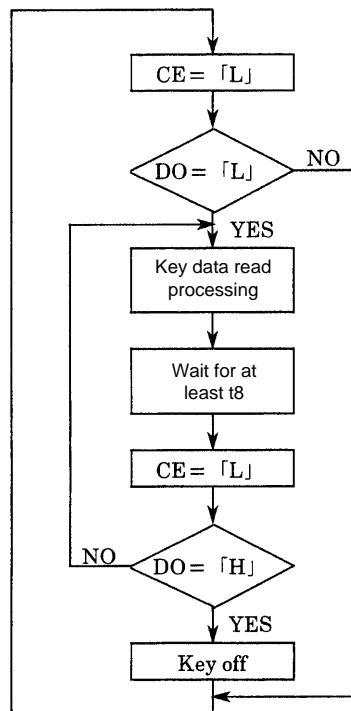 CE = 「L」
DO = 「L」
NO
YES
Key data read
processing
Wait for at
least t8
CE = 「L」
DO = 「H」
NO
YES
Key off